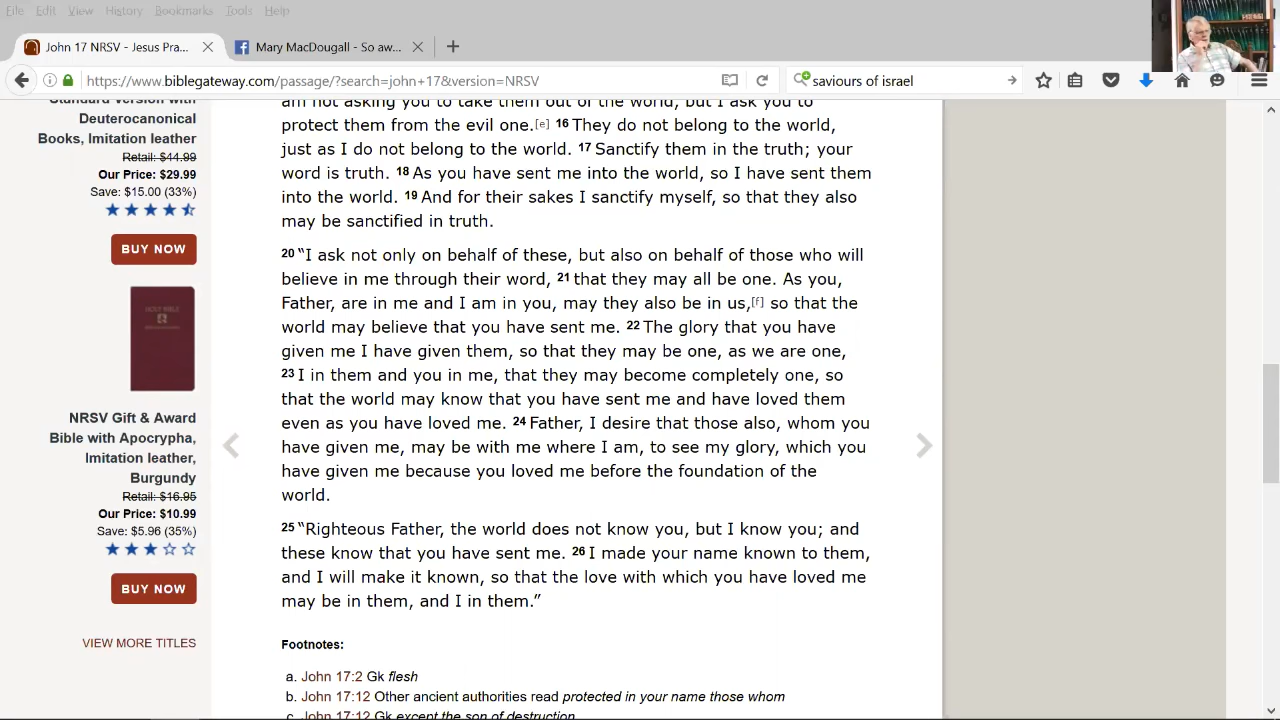 File Edit View History Bookmarks Tools Help
John 17 NRSV - Jesus Pra...
Mary MacDougall - So aw...
https://www.biblegateway.com/passage/?search=john+17&version=NRSV
saviours of israel
Standard Version with
Deuterocanonical
Books, Imitation leather
Retail: $44.99
Our Price: $29.99
Save: $15.00 (33%)
BUY NOW
HOLY BIBLE
NRSV Gift & Award
Bible with Apocrypha,
Imitation leather,
Burgundy
Retail: $16.95
Our Price: $10.99
Save: $5.96 (35%)
BUY NOW
VIEW MORE TITLES
am not asking you to take them out of the world, but I ask you to
protect them from the evil one.[e] 16 They do not belong to the world,
just as I do not belong to the world. 17 Sanctify them in the truth; your
word is truth. 18 As you have sent me into the world, so I have sent them
into the world. 19 And for their sakes I sanctify myself, so that they also
may be sanctified in truth.
20 “I ask not only on behalf of these, but also on behalf of those who will
believe in me through their word, 21 that they may all be one. As you,
Father, are in me and I am in you, may they also be in us,[f] so that the
world may believe that you have sent me. 22 The glory that you have
given me I have given them, so that they may be one, as we are one,
23 I in them and you in me, that they may become completely one, so
that the world may know that you have sent me and have loved them
even as you have loved me. 24 Father, I desire that those also, whom you
have given me, may be with me where I am, to see my glory, which you
have given me because you loved me before the foundation of the
world.
25 “Righteous Father, the world does not know you, but I know you; and
these know that you have sent me. 26 I made your name known to them,
and I will make it known, so that the love with which you have loved me
may be in them, and I in them.”
Footnotes:
a. John 17:2 Gk flesh
b. John 17:12 Other ancient authorities read protected in your name those whom
c. John 17:12 Gk except the son of destruction